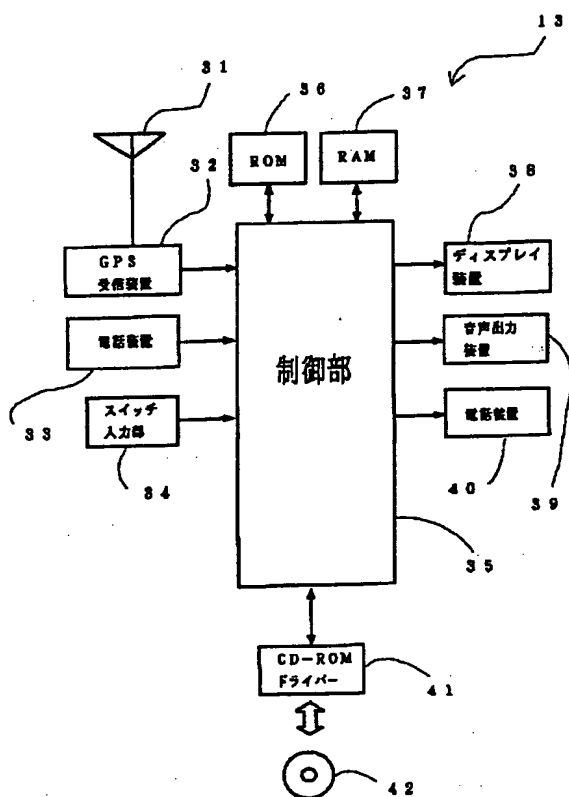 13
31
36
37
ROM
RAM
32
38
GPS
受信装置
ディスプレイ
装置
電話装置
音声出力
装置
制御部
33
スイッチ
入力部
電話装置
34
40
39
35
CD-ROM
ドライバー
41
42